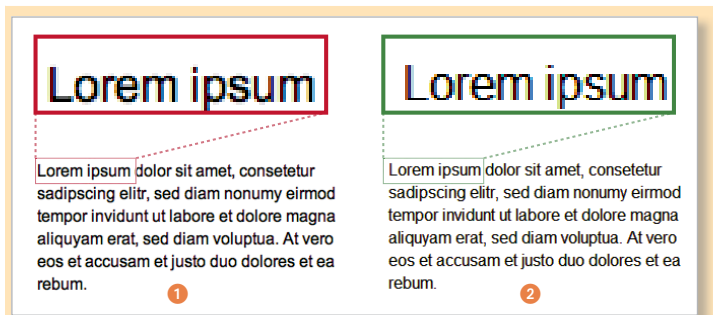 Lorem ipsum
Lorem ipsum dolor sit amet, consetetur
sadipscing elitr, sed diam nonumy eirmod
tempor invidunt ut labore et dolore magna
aliquyam erat, sed diam voluptua. At vero
eos et accusam et justo duo dolores et ea
rebum.
1
Lorem ipsum
Lorem ipsum dolor sit amet, consetetur
sadipscing elitr, sed diam nonumy eirmod
tempor invidunt ut labore et dolore magna
aliquyam erat, sed diam voluptua. At vero
eos et accusam et justo duo dolores et ea
rebum.
2